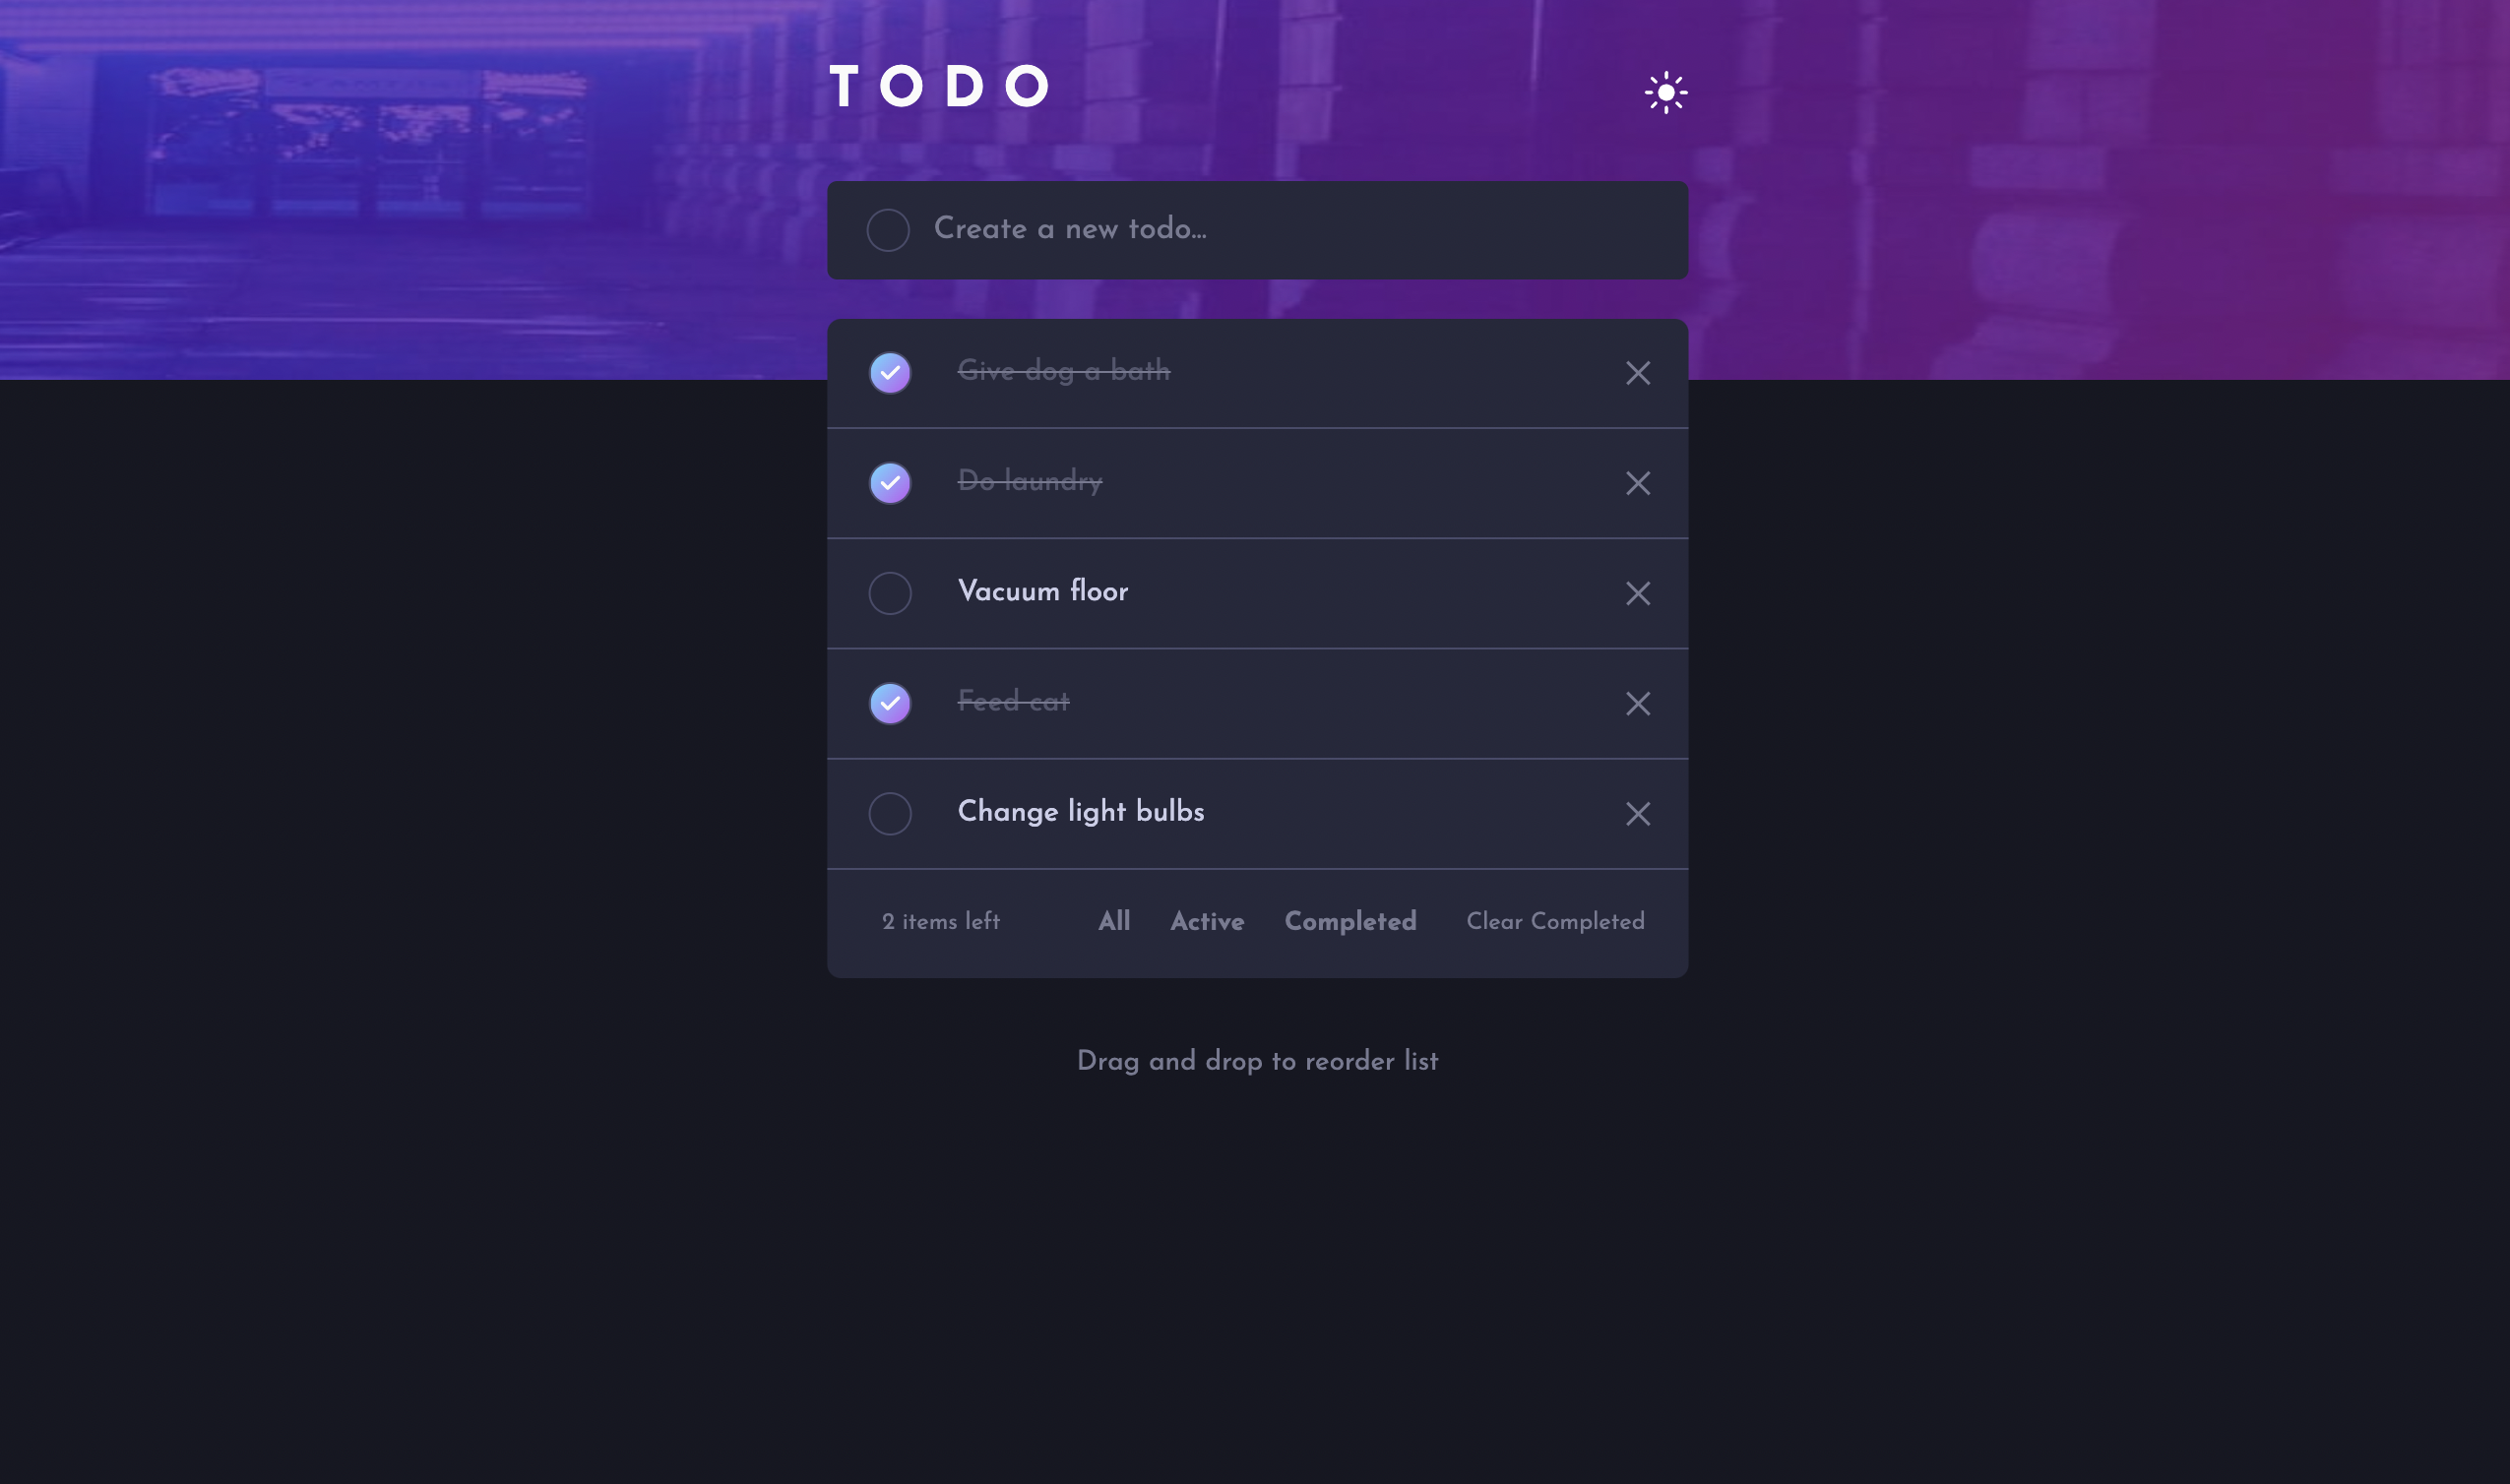 TODO
Create a new todo...
Give dog a bath
Do laundry
Vacuum floor
Feed cat
Change light bulbs
2 items left All Active Completed Clear Completed
Drag and drop to reorder list